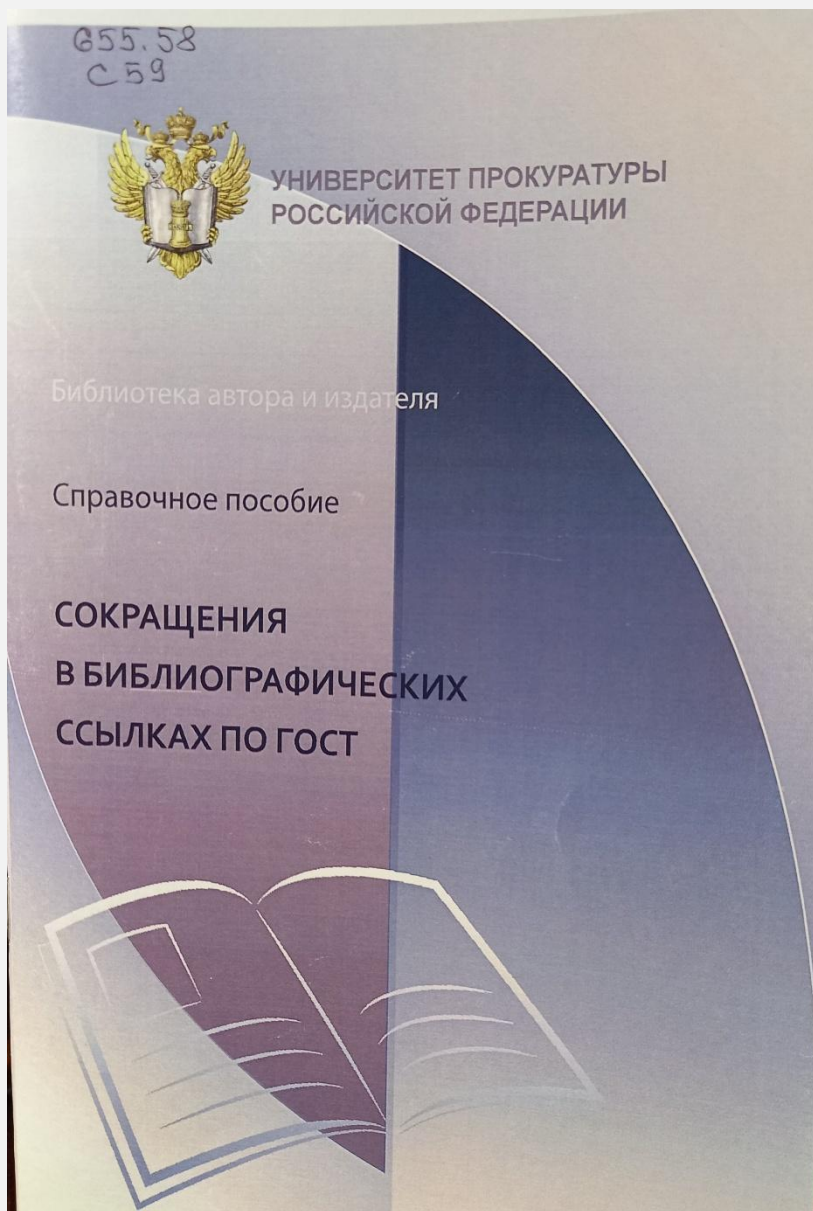 655.58
С59
УНИВЕРСИТЕТ ПРОКУРАТУРЫ
РОССИЙСКОЙ ФЕДЕРАЦИИ
Библиотека автора и издателя
Справочное пособие
СОКРАЩЕНИЯ
В БИБЛИОГРАФИЧЕСКИХ
ССЫЛКАХ ПО ГОСТ